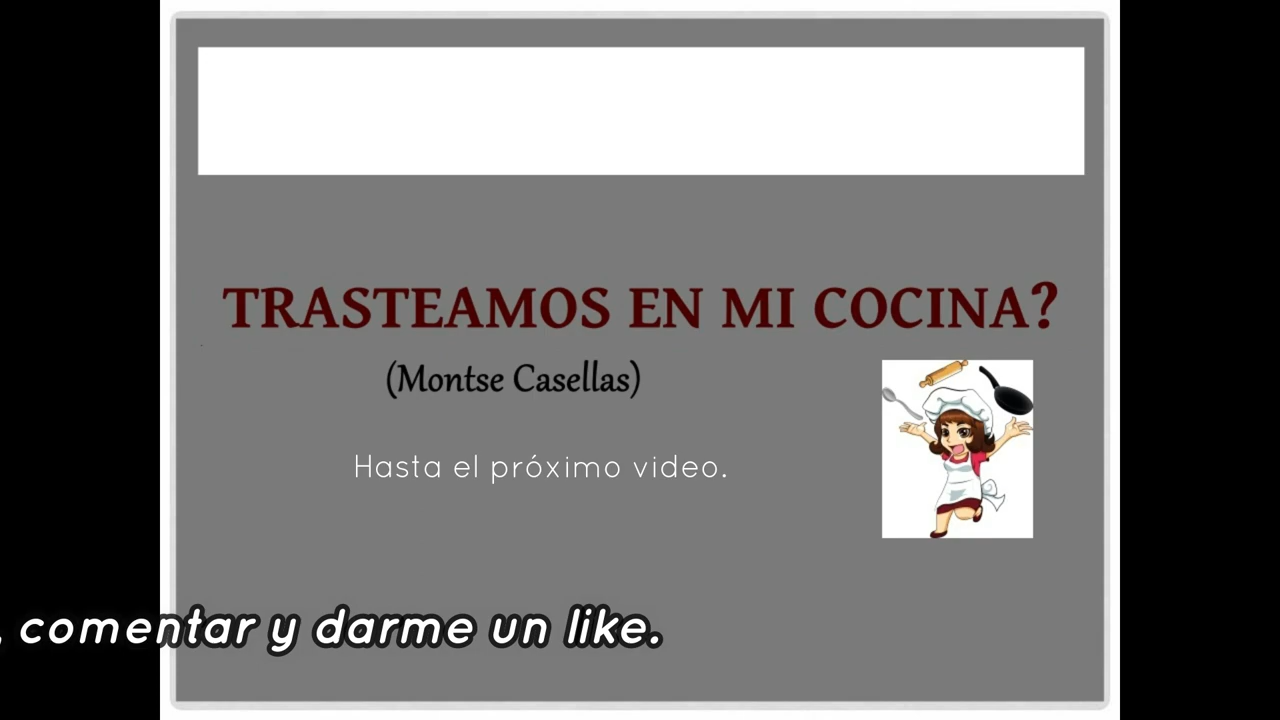 TRASTEAMOS EN MI COCINA?
(Montse Casellas)
Hasta el próximo video.
, comentar y darme un like.